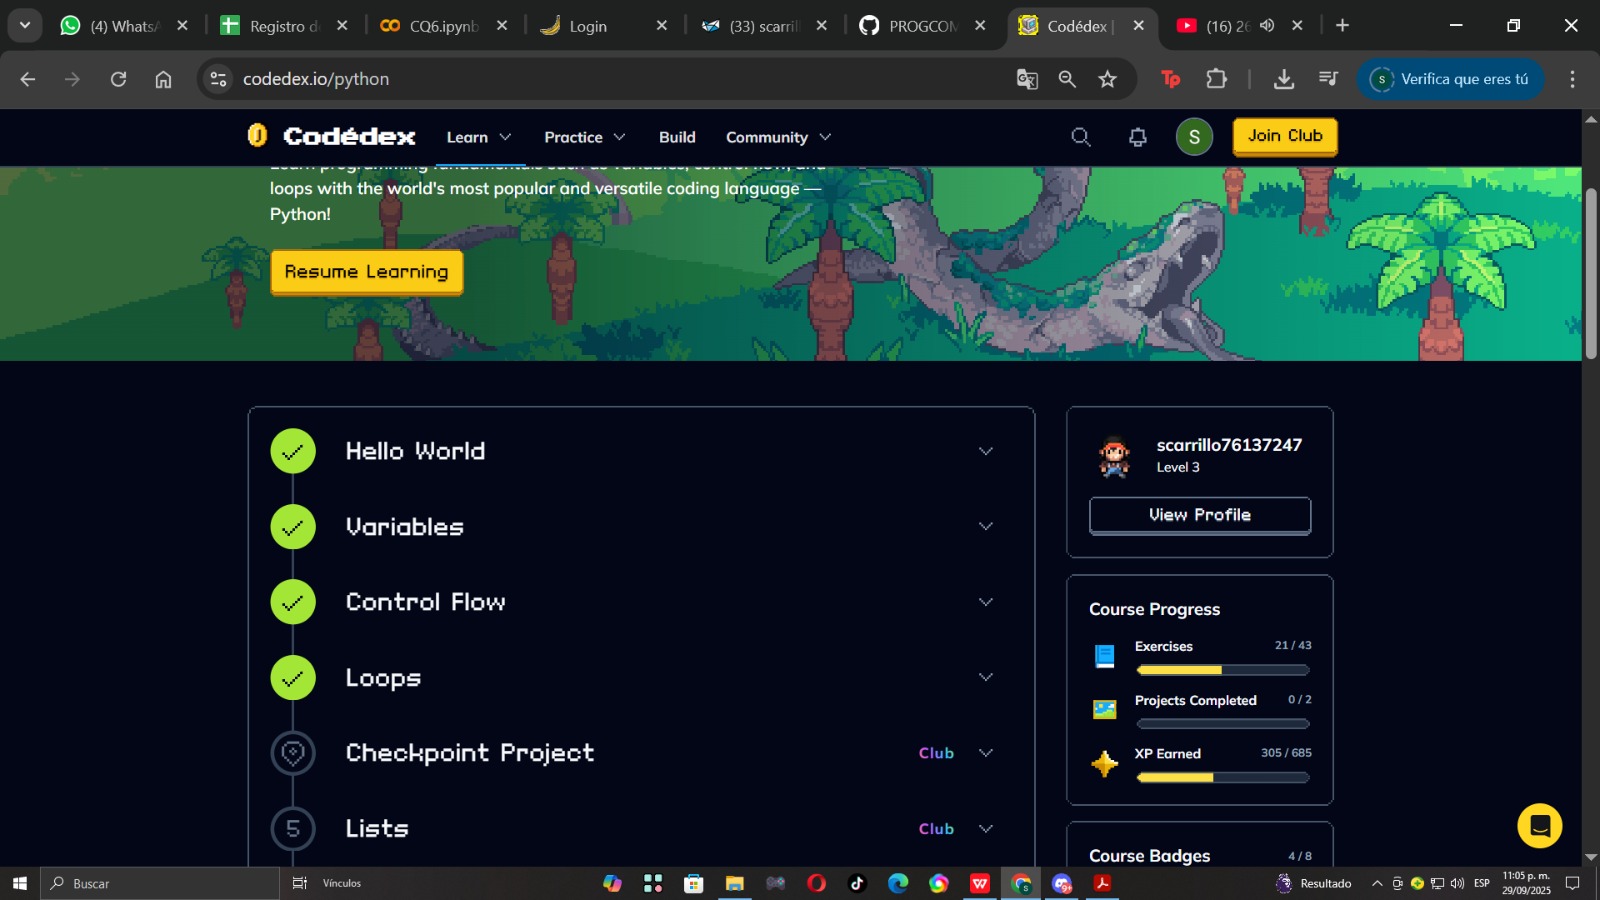 (4) WhatsA
Registro d
CQ6.ipynb
Login
(33) scarrill
PROGCOM
Codédex |
(16) 26
codedex.io/python
Tp
S
Verifica que eres tú
Codédex
Learn
Practice
Build
Community
S
Join Club
loops with the world's most popular and versatile coding language —
Python!
Resume Learning
Hello World
Variables
Control Flow
Loops
Checkpoint Project
Club
5
Lists
Club
scarrillo76137247
Level 3
View Profile
Course Progress
Exercises
21 / 43
Projects Completed
0 / 2
XP Earned
305 / 685
Course Badges
4 / 8
Buscar
Vínculos
Resultado
ESP
11:05 p. m.
29/09/2025